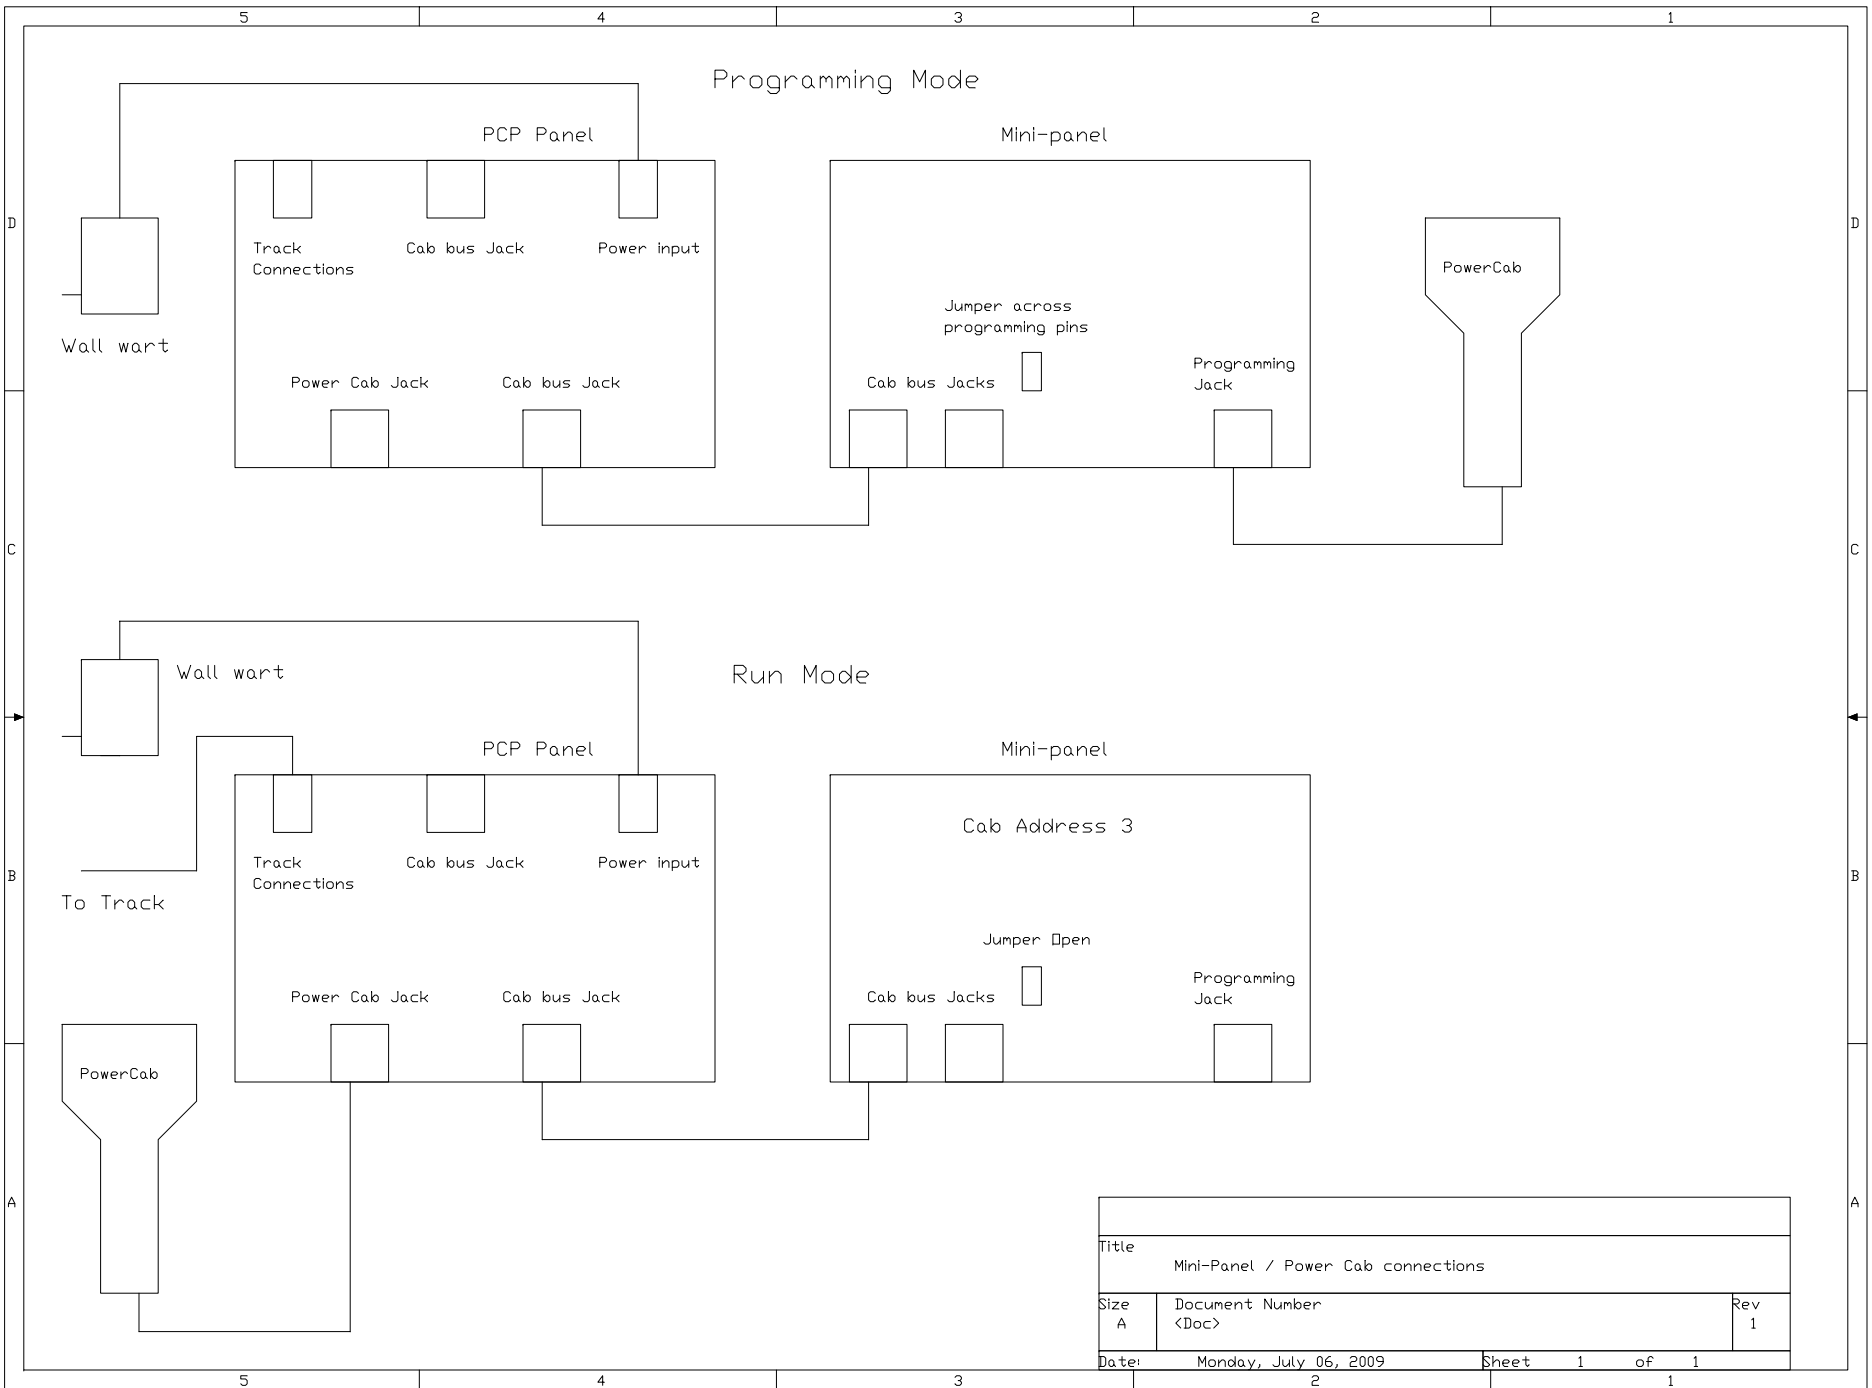 5 4 3 2 1
Programming Mode
PCP Panel
Mini-panel
D
D
Track
Connections
Cab bus Jack
Power input
PowerCab
Wall wart
Jumper across
programming pins
Power Cab Jack
Cab bus Jack
Cab bus Jacks
Programming
Jack
C
C
Wall wart
Run Mode
PCP Panel
Mini-panel
Cab Address 3
Track
Connections
Cab bus Jack
Power input
B
B
To Track
Jumper Open
Power Cab Jack
Cab bus Jack
Cab bus Jacks
Programming
Jack
PowerCab
A
A
Title
Mini-Panel / Power Cab connections
Size
A
Document Number
<Doc>
Rev
1
Date: Monday, July 06, 2009 Sheet 1 of 1
5 4 3 2 1